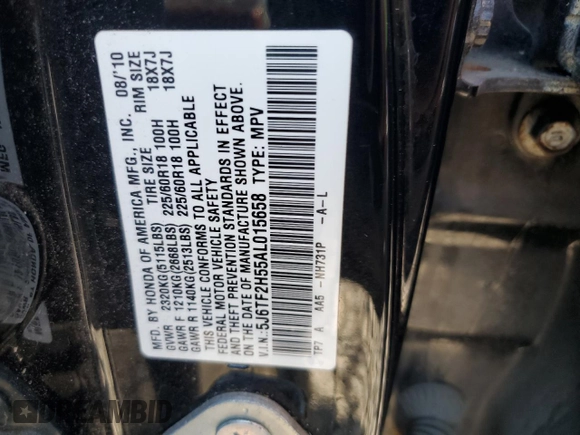 MFD. BY HONDA OF AMERICA MFG., INC. 08/'10
TIRE SIZE RIM SIZE
GVWR 2320KG(5115LBS)
GAWR F 1210KG(2668LBS) 225/60R18 100H 18X7J
GAWR R 1140KG(2513LBS) 225/60R18 100H 18X7J
THIS VEHICLE CONFORMS TO ALL APPLICABLE
FEDERAL MOTOR VEHICLE SAFETY
AND THEFT PREVENTION STANDARDS IN EFFECT
ON THE DATE OF MANUFACTURE SHOWN ABOVE.
V.I.N.:5J6TF2H55AL015658 TYPE: MPV
TP7 A AA5 -NH731P -A-L
DREAMBID